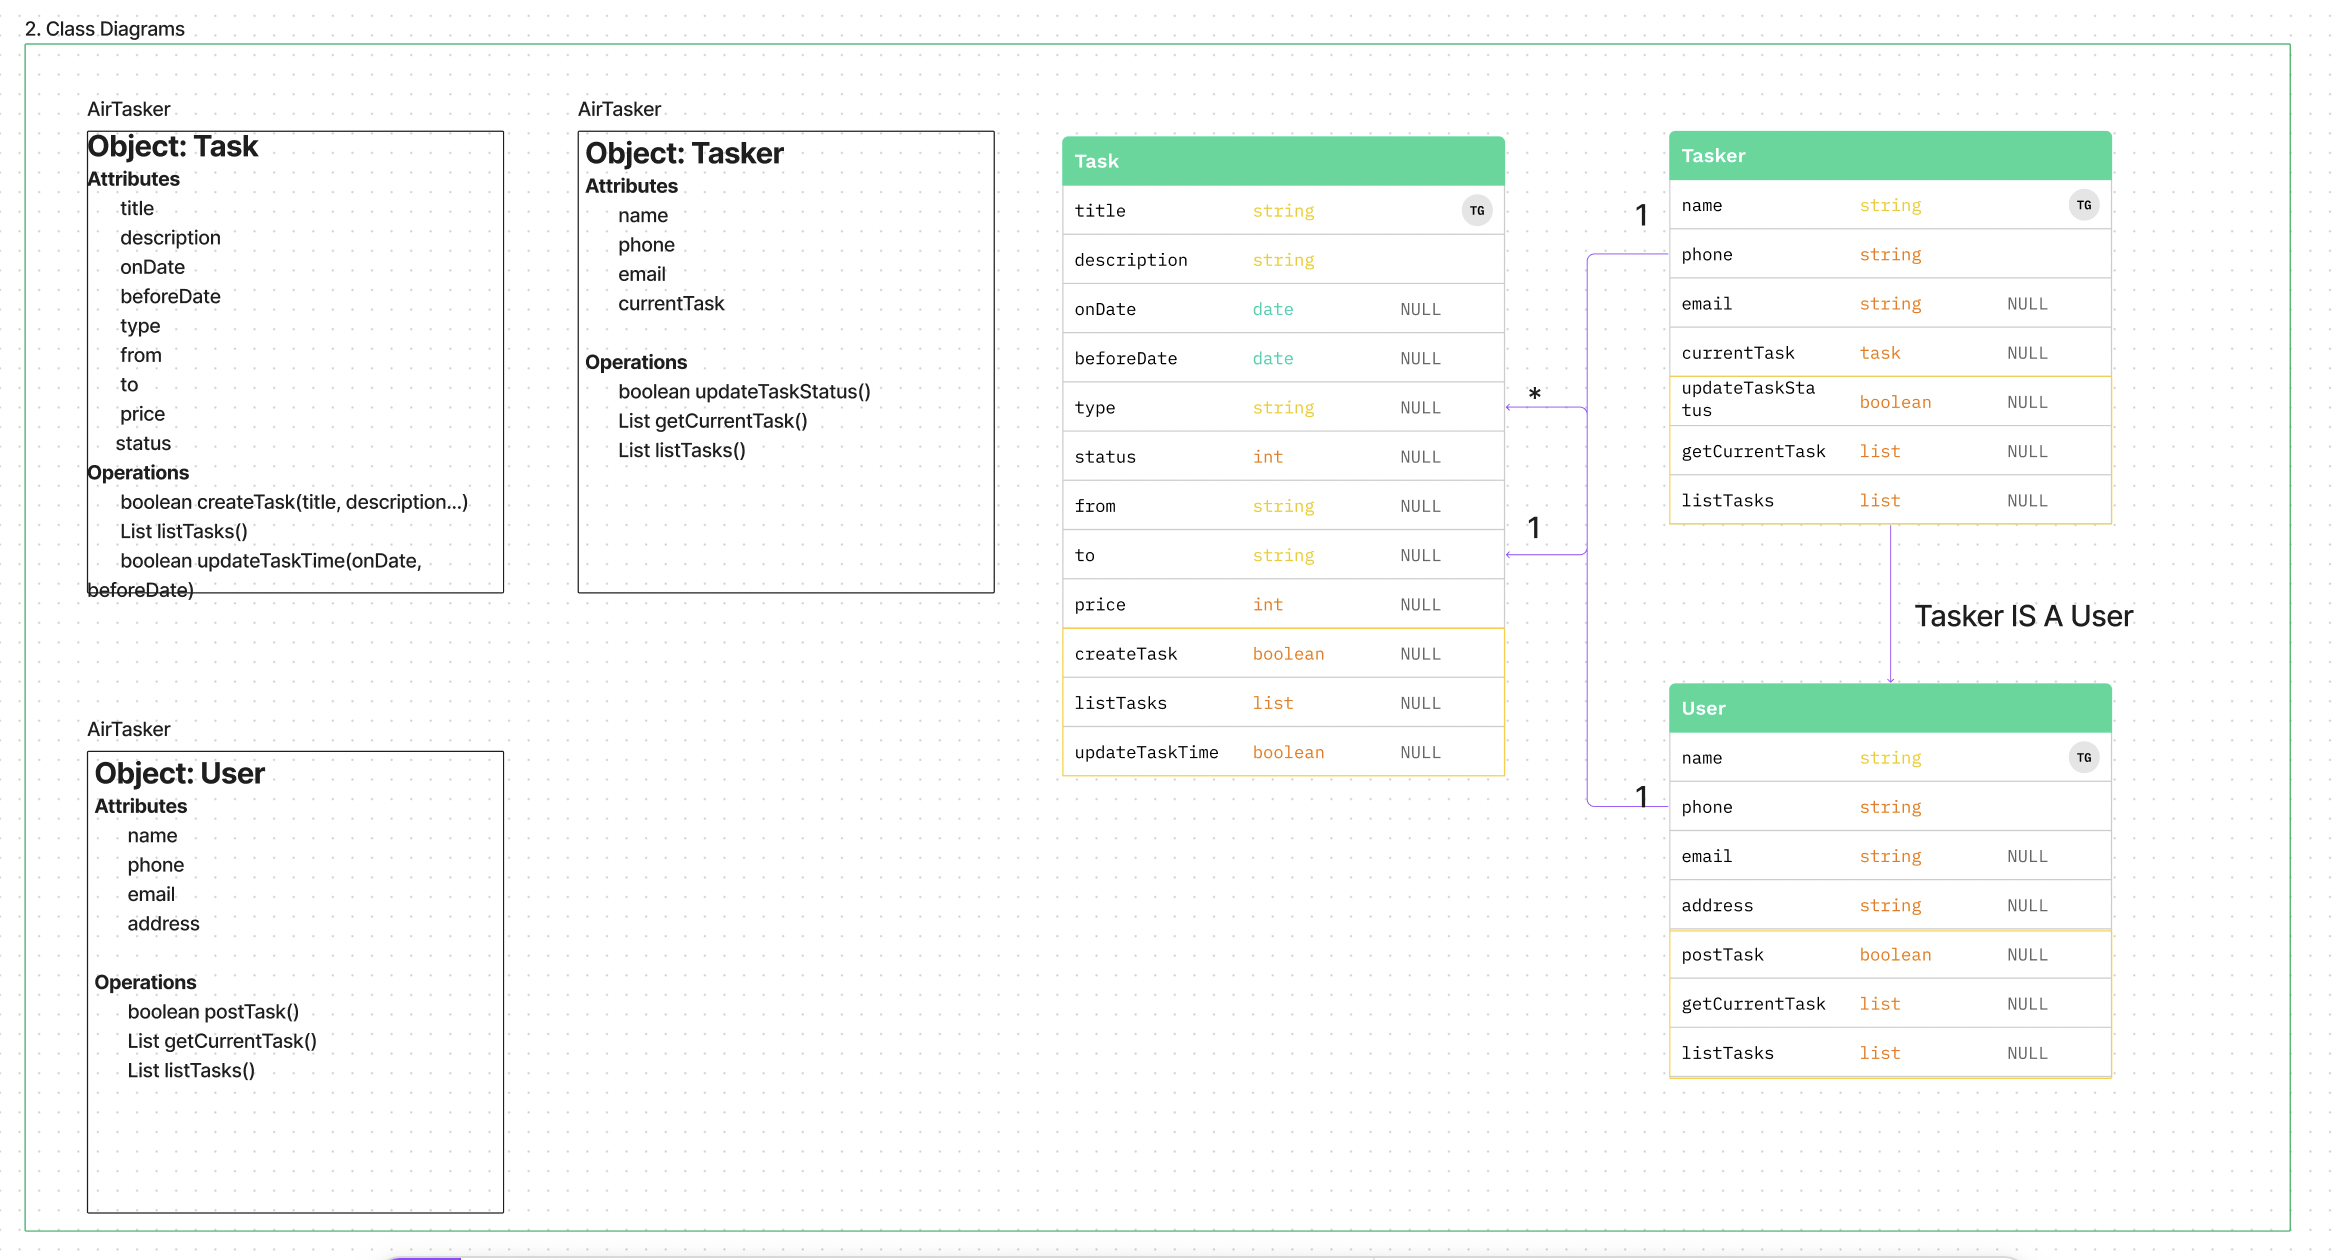 2. Class Diagrams
AirTasker
Object: Task
Attributes
title
description
onDate
beforeDate
type
from
to
price
status
Operations
boolean createTask(title, description...)
List listTasks()
boolean updateTaskTime(onDate,
beforeDate)
AirTasker
Object: Tasker
Attributes
name
phone
email
currentTask
Operations
boolean updateTaskStatus()
List getCurrentTask()
List listTasks()
AirTasker
Object: User
Attributes
name
phone
email
address
Operations
boolean postTask()
List getCurrentTask()
List listTasks()
Task
title string TG
description string
onDate date NULL
beforeDate date NULL
type string NULL
status int NULL
from string NULL
to string NULL
price int NULL
createTask boolean NULL
listTasks list NULL
updateTaskTime boolean NULL
1
*
1
1
Tasker
name string TG
phone string
email string NULL
currentTask task NULL
updateTaskSta
tus boolean NULL
getCurrentTask list NULL
listTasks list NULL
Tasker IS A User
User
name string TG
phone string
email string NULL
address string NULL
postTask boolean NULL
getCurrentTask list NULL
listTasks list NULL